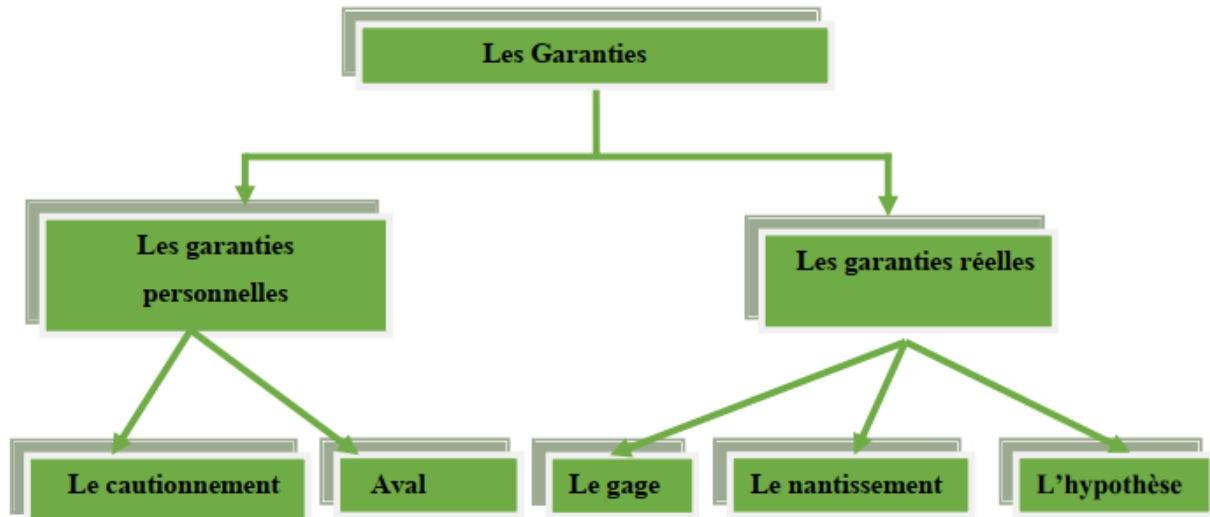 Les Garanties
Les garanties
personnelles
Les garanties réelles
Le cautionnement
Aval
Le gage
Le nantissement
L’hypothèse